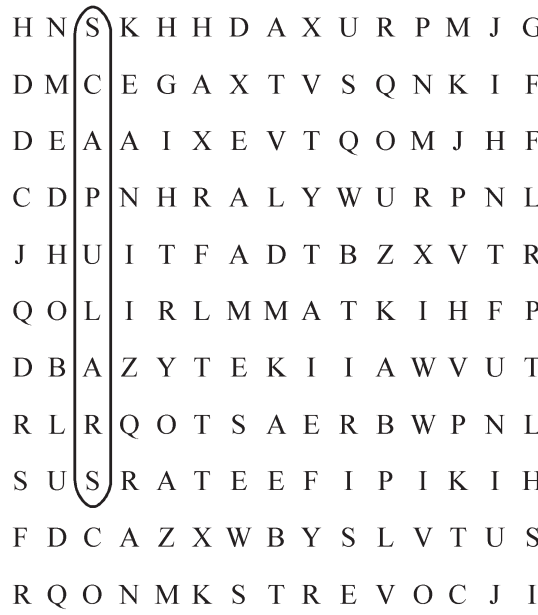 H N S K H H D A X U R P M J G
D M C E G A X T V S Q N K I F
D E A A I X E V T Q O M J H F
C D P N H R A L Y W U R P N L
J H U I T F A D T B Z X V T R
Q O L I R L M M A T K I H F P
D B A Z Y T E K I I A W V U T
R L R Q O T S A E R B W P N L
S U S R A T E E F I P I K I H
F D C A Z X W B Y S L V T U S
R Q O N M K S T R E V O C J I